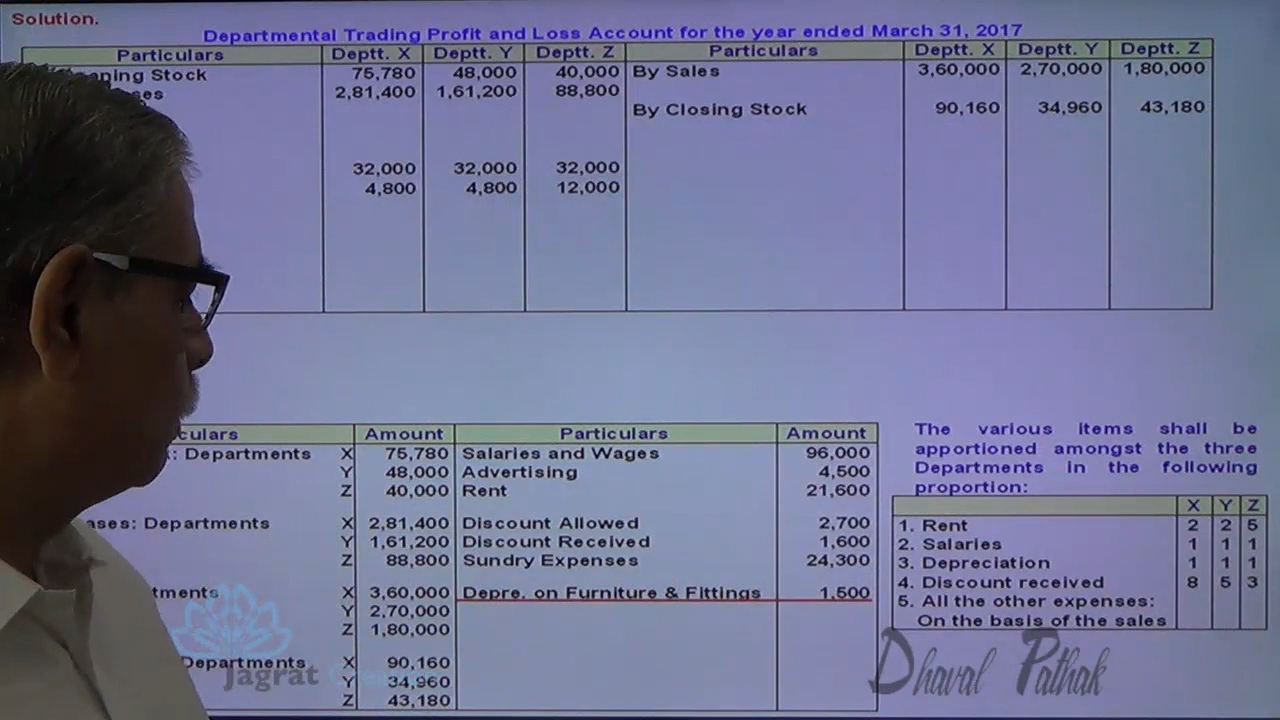 Solution.
Departmental Trading Profit and Loss Account for the year ended March 31, 2017
Particulars Deptt. X Deptt. Y Deptt. Z Particulars Deptt. X Deptt. Y Deptt. Z
Stock 75,780 48,000 40,000 By Sales 3,60,000 2,70,000 1,80,000
2,81,400 1,61,200 88,800
By Closing Stock 90,160 34,960 43,180
32,000 32,000 32,000
4,800 4,800 12,000
Amount Particulars Amount
Departments X 75,780 Salaries and Wages 96,000
Y 48,000 Advertising 4,500
Z 40,000 Rent 21,600
Departments X 2,81,400 Discount Allowed 2,700
Y 1,61,200 Discount Received 1,600
Z 88,800 Sundry Expenses 24,300
X 3,60,000 Depre. on Furniture & Fittings 1,500
Y 2,70,000
Z 1,80,000
Departments X 90,160
Y 34,960
Z 43,180
The various items shall be
apportioned amongst the three
Departments in the following
proportion:
X Y Z
1. Rent 2 2 5
2. Salaries 1 1 1
3. Depreciation 1 1 1
4. Discount received 8 5 3
5. All the other expenses:
On the basis of the sales
Jagrat
Dhaval Pathak